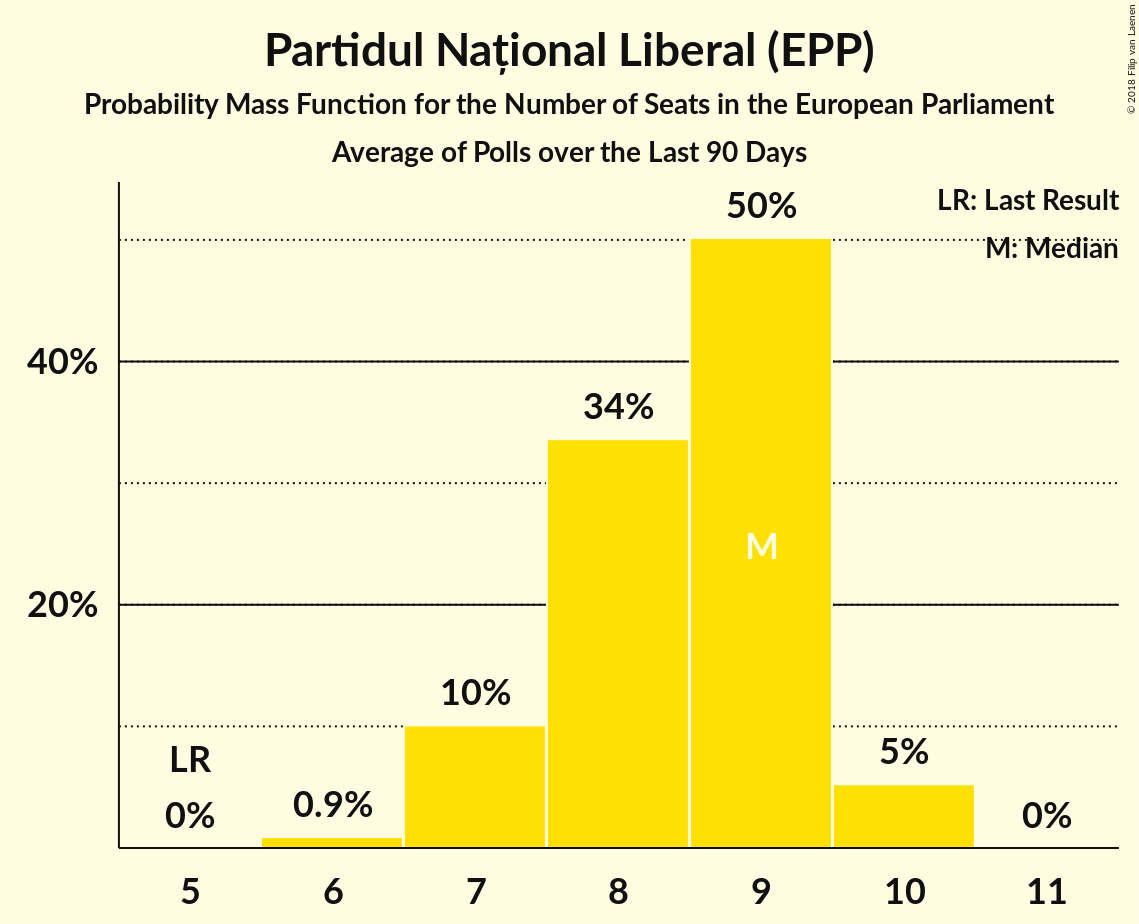 Partidul Național Liberal (EPP)
Probability Mass Function for the Number of Seats in the European Parliament
Average of Polls over the Last 90 Days
© 2018 Filip van Laenen
LR: Last Result
M: Median
50%
40%
34%
M
20%
10%
LR
5%
0.9%
0%
0%
5 6 7 8 9 10 11